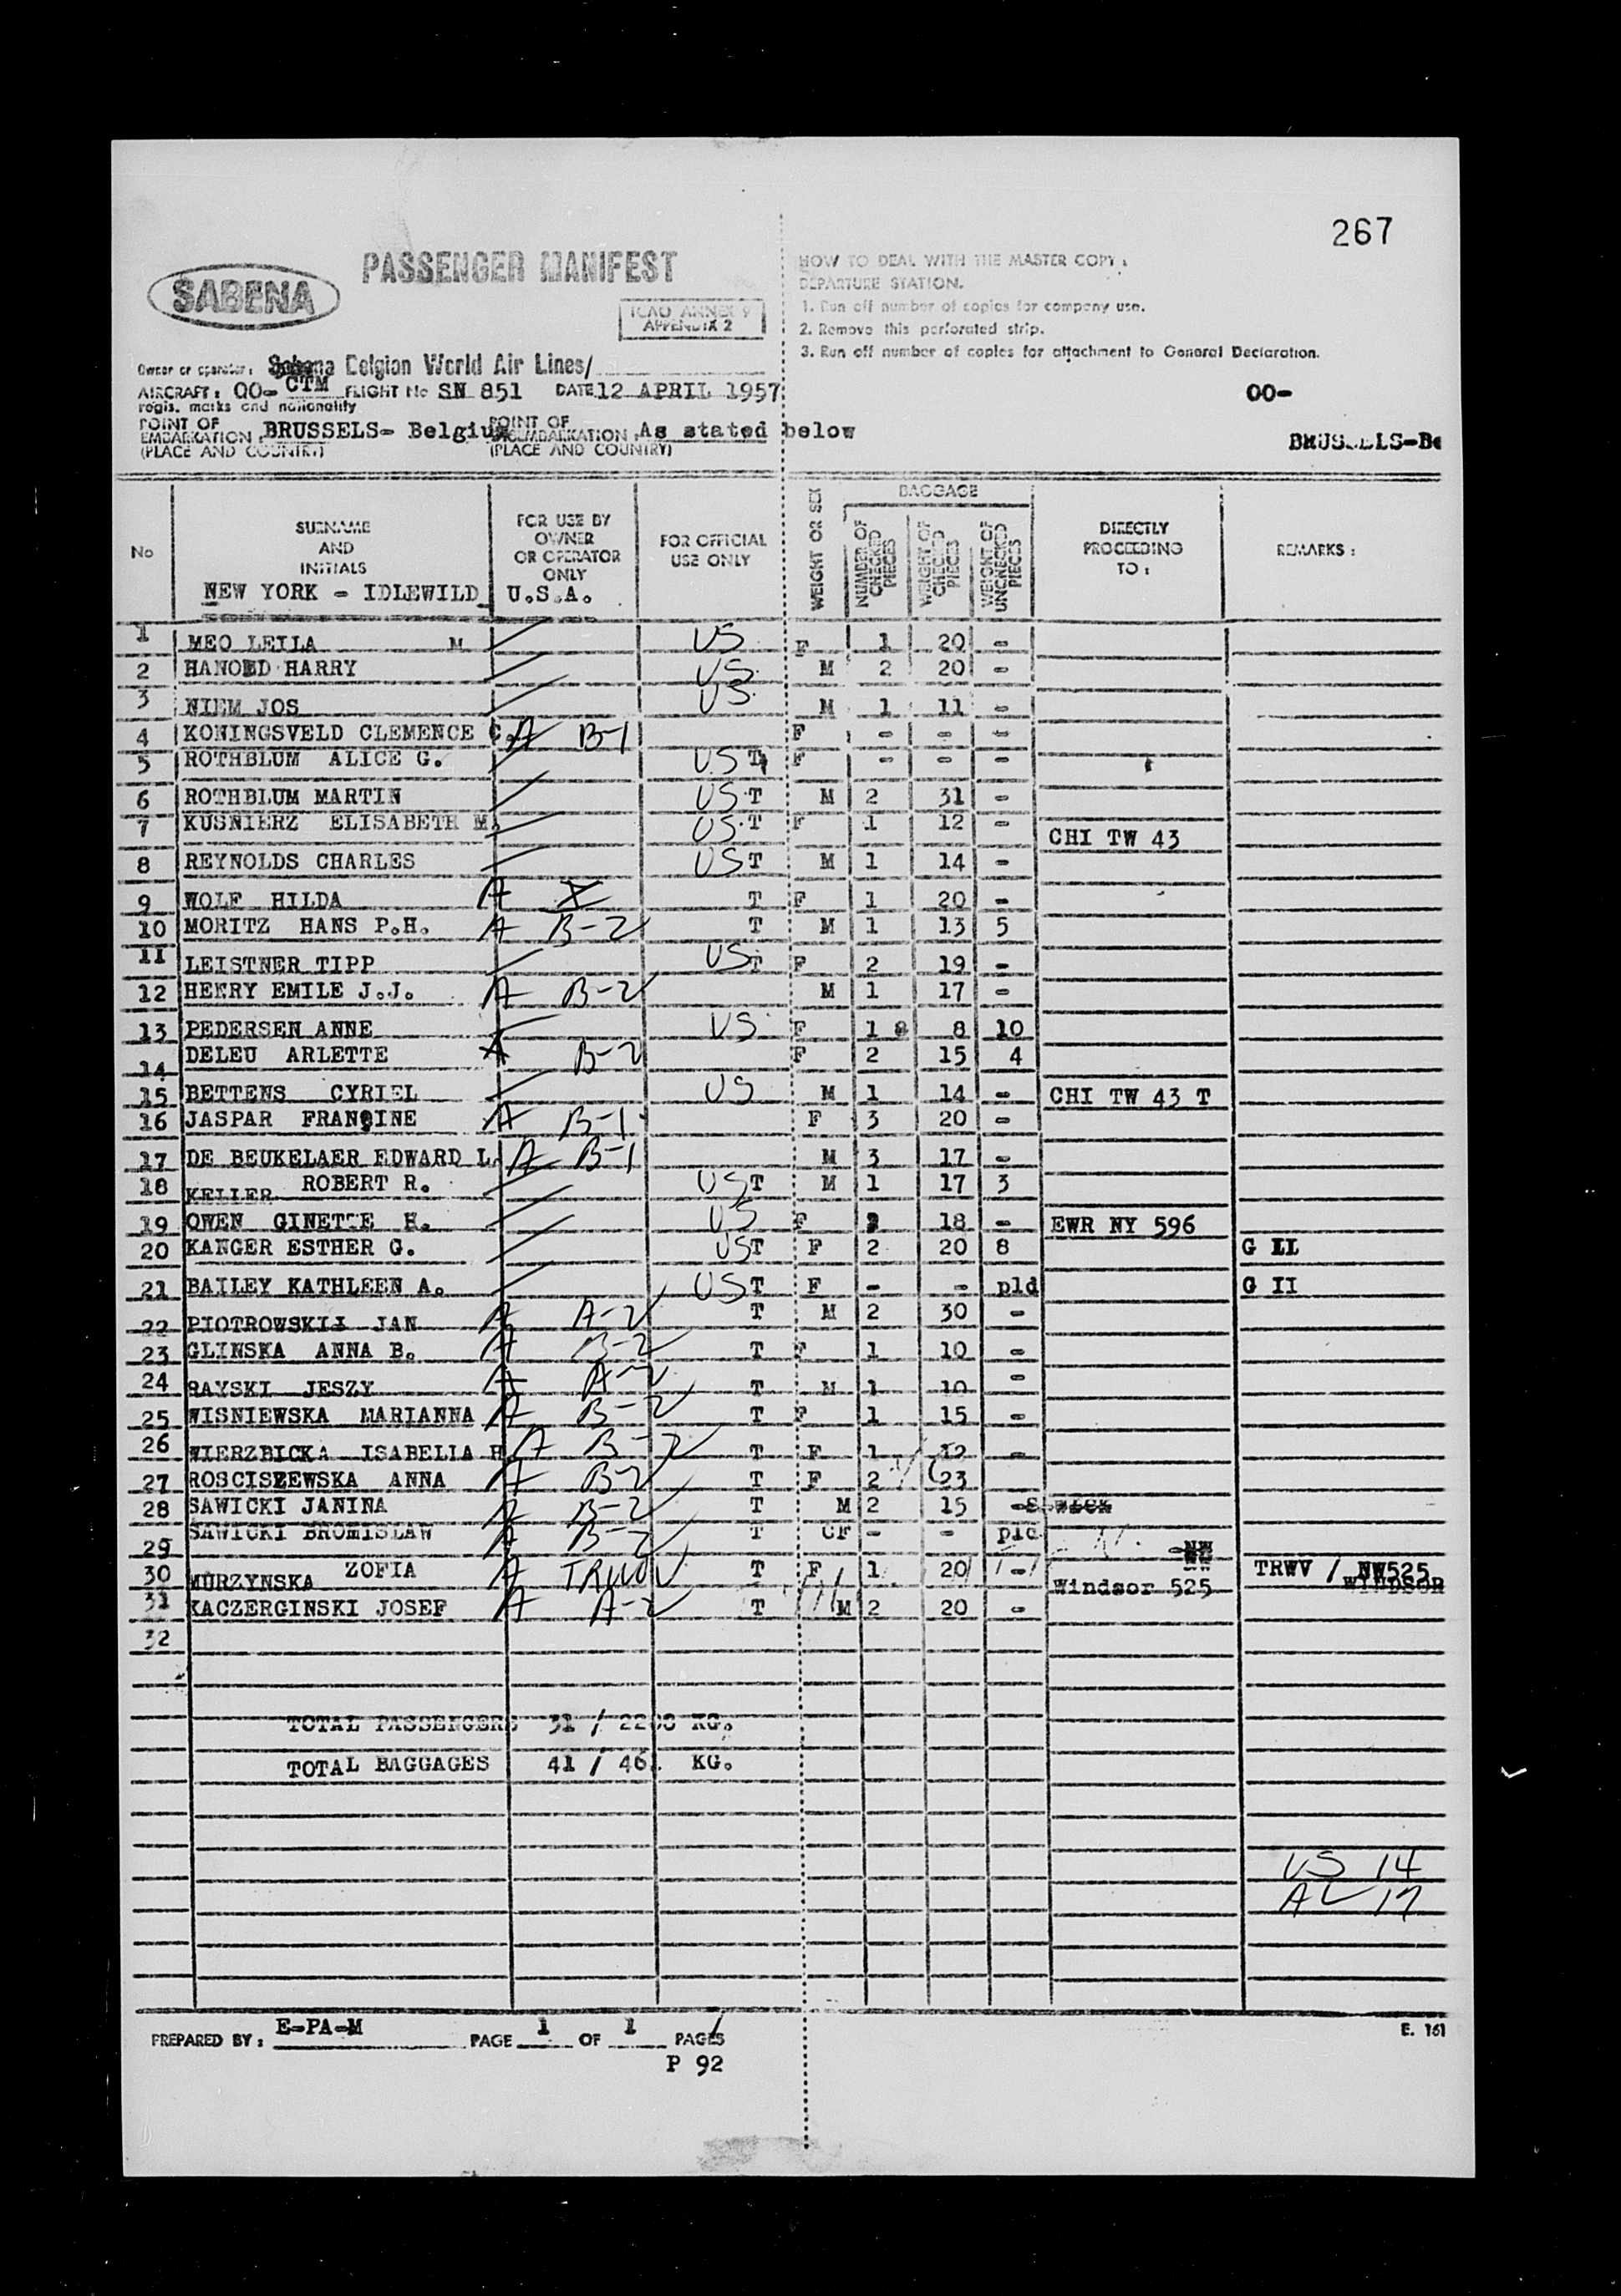 267
PASSENGER MANIFEST
SABENA
ICAO ANNEX 9
APPENDIX 2
HOW TO DEAL WITH THE MASTER COPY :
DEPARTURE STATION.
1. Run off number of copies for company use.
2. Remove this perforated strip.
3. Run off number of copies for attachment to General Declaration.
Owner or operator : Sabena Belgian World Air Lines/
AIRCRAFT : OO- CTM FLIGHT No SN 851 DATE 12 APRIL 1957
OO-
regis. marks and nationality
POINT OF EMBARKATION : BRUSSELS- Belgium POINT OF DISEMBARKATION : As stated below
BRUSSELS-Be
(PLACE AND COUNTRY) (PLACE AND COUNTRY)
No
SURNAME AND INITIALS
FOR USE BY OWNER OR OPERATOR ONLY
FOR OFFICIAL USE ONLY
WEIGHT OR SEX
BAGGAGE
NUMBER OF CHECKED PIECES
WEIGHT OF CHECKED PIECES
WEIGHT OF UNCHECKED PIECES
DIRECTLY PROCEEDING TO :
REMARKS :
NEW YORK - IDLEWILD U.S.A.
1 MEO LEILA M US F 1 20 -
2 HANOED HARRY US M 2 20 -
3 NIEM JOS US M 1 11 -
4 KONINGSVELD CLEMENCE C. A B-1 F - - -
5 ROTHBLUM ALICE G. US T F - - -
6 ROTHBLUM MARTIN US T M 2 31 -
7 KUSNIERZ ELISABETH M. US T F 1 12 - CHI TW 43
8 REYNOLDS CHARLES US T M 1 14 -
9 WOLF HILDA A T F 1 20 -
10 MORITZ HANS P.H. A B-2 T M 1 13 5
11 LEISTNER TIPP US T F 2 19 -
12 HENRY EMILE J.J. A B-2 M 1 17 -
13 PEDERSEN ANNE US F 1 8 10
14 DELEU ARLETTE A B-2 F 2 15 4
15 BETTENS CYRIEL US M 1 14 - CHI TW 43 T
16 JASPAR FRANCINE A B-1 F 3 20 -
17 DE BEUKELAER EDWARD L. A B-1 M 3 17 -
18 KELLER ROBERT R. US T M 1 17 3
19 OWEN GINETTE H. US F 2 18 - EWR NY 596
20 KANGER ESTHER G. US T F 2 20 8 G II
21 BAILEY KATHLEEN A. US T F - - pld G II
22 PIOTROWSKIJ JAN A A-2 T M 2 30 -
23 GLINSKA ANNA B. A B-2 T F 1 10 -
24 RAYSKI JESZY A A-2 T M 1 10 -
25 WISNIEWSKA MARIANNA A B-2 T F 1 15 -
26 WIERZBICKA ISABELIA H A B-2 T F 1 12 -
27 ROSCISZEWSKA ANNA A B-2 T F 2 23
28 SAWICKI JANINA A B-2 T M 2 15 -
29 SAWICKI BROMISLAW A B-2 T CF - - pld
30 MURZYNSKA ZOFIA A TRWOV T F 1 20 - Windsor 525 TRWV / NW525 WINDSOR
31 KACZERGINSKI JOSEF A A-2 T M 2 20 -
32
TOTAL PASSENGERS 31 / KG.
TOTAL BAGGAGES 41 / KG.
US 14
AL 17
PREPARED BY : E-PA-M PAGE 1 OF 1 PAGES
E. 161
P 92